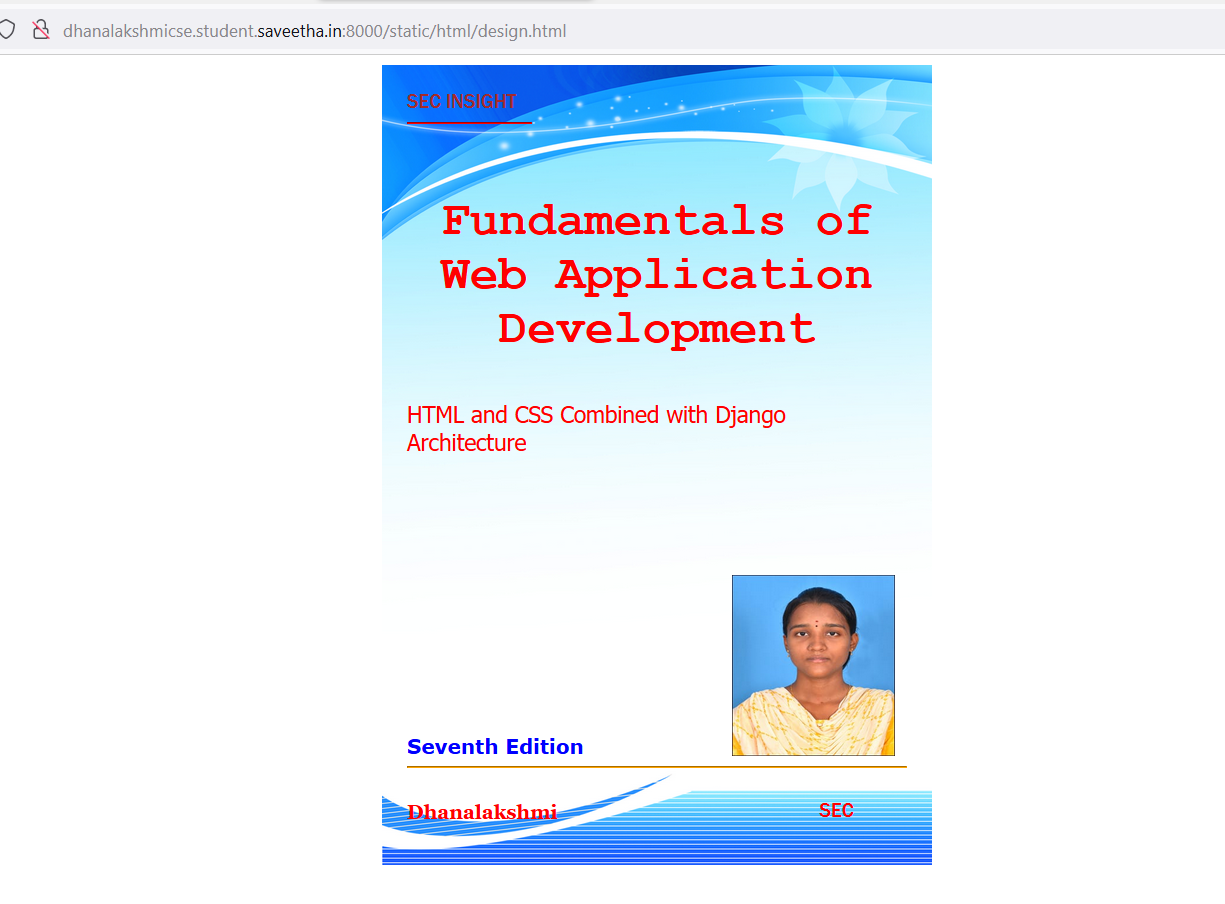 dhanalakshmicse.student.saveetha.in:8000/static/html/design.html
SEC INSIGHT
Fundamentals of
Web Application
Development
HTML and CSS Combined with Django
Architecture
Seventh Edition
Dhanalakshmi
SEC